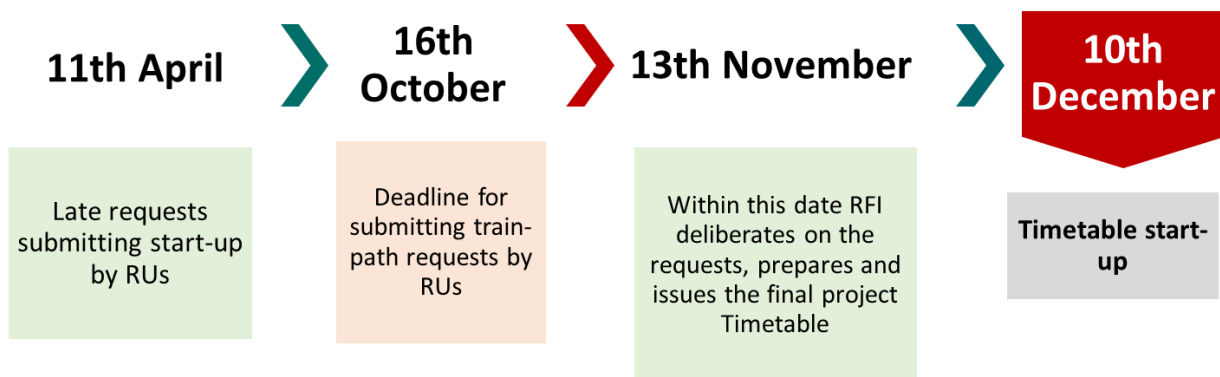 11th April
16th
October
13th November
10th
December
Late requests
submitting start-up
by RUs
Deadline for
submitting train-
path requests by
RUs
Within this date RFI
deliberates on the
requests, prepares and
issues the final project
Timetable
Timetable start-
up